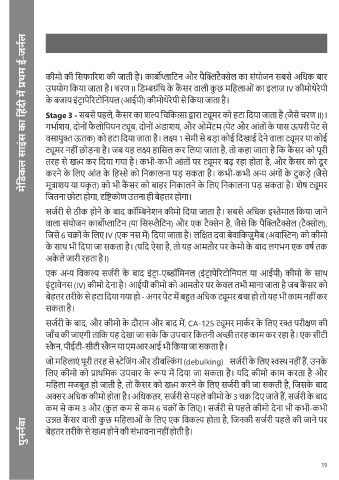 मेडिकल साइंस का हिंदी में प्रथम ई-जर्नल
कीमो की सिफारिश की जाती है। कार्बोप्लाटिन और पैक्लिटैक्सेल का संयोजन सबसे अधिक बार
उपयोग किया जाता है। चरण II डिम्बग्रंथि के कैंसर वाली कुछ महिलाओं का इलाज IV कीमोथेरेपी
के बजाय इंट्रापेरिटोनियल (आईपी) कीमोथेरेपी से किया जाता है।
Stage 3 - सबसे पहले, कैंसर का शल्य चिकित्सा द्वारा ट्यूमर को हटा दिया जाता है (जैसे चरण II)।
गर्भाशय, दोनों फैलोपियन ट्यूब, दोनों अंडाशय, और ओमेंटम (पेट और आंतों के पास ऊपरी पेट से
वसायुक्त ऊतक) को हटा दिया जाता है। लक्ष्य 1 सेमी से बड़ा कोई दिखाई देने वाला ट्यूमर या कोई
ट्यूमर नहीं छोड़ना है। जब यह लक्ष्य हासिल कर लिया जाता है, तो कहा जाता है कि कैंसर को पूरी
तरह से खत्म कर दिया गया है। कभी-कभी आंतों पर ट्यूमर बढ़ रहा होता है, और कैंसर को दूर
करने के लिए आंत के हिस्से को निकालना पड़ सकता है। कभी-कभी अन्य अंगों के टुकड़े (जैसे
मूत्राशय या यकृत) को भी कैंसर को बाहर निकालने के लिए निकालना पड़ सकता है। शेष ट्यूमर
जितना छोटा होगा, दृष्टिकोण उतना ही बेहतर होगा।
सर्जरी से ठीक होने के बाद कॉम्बिनेशन कीमो दिया जाता है। सबसे अधिक इस्तेमाल किया जाने
वाला संयोजन कार्बोप्लाटिन (या सिस्प्लैटिन) और एक टैक्सेन है, जैसे कि पैक्लिटैक्सेल (टैक्सोल),
जिसे 6 चक्रों के लिए IV (एक नस में) दिया जाता है। लक्षित दवा बेवाकिजुमैब (अवास्टिन) को कीमो
के साथ भी दिया जा सकता है। (यदि ऐसा है, तो यह आमतौर पर केमो के बाद लगभग एक वर्ष तक
अकेले जारी रहता है।)
एक अन्य विकल्प सर्जरी के बाद इंट्रा-एब्डॉमिनल (इंट्रापेरिटोनियल या आईपी) कीमो के साथ
इंट्रावेनस (IV) कीमो देना है। आईपी कीमो को आमतौर पर केवल तभी माना जाता है जब कैंसर को
बेहतर तरीके से हटा दिया गया हो - अगर पेट में बहुत अधिक ट्यूमर बचा हो तो यह भी काम नहीं कर
सकता है।
सर्जरी के बाद, और कीमो के दौरान और बाद में, CA-125 ट्यूमर मार्कर के लिए रक्त परीक्षण की
जाँच की जाएगी ताकि यह देखा जा सके कि उपचार कितनी अच्छी तरह काम कर रहा है। एक सीटी
स्कैन, पीईटी-सीटी स्कैन या एमआरआई भी किया जा सकता है।
जो महिलाएं पूरी तरह से स्टेजिंग और डीबल्किंग (debulking) सर्जरी के लिए स्वस्थ नहीं हैं, उनके
लिए कीमो को प्राथमिक उपचार के रूप में दिया जा सकता है। यदि कीमो काम करता है और
महिला मजबूत हो जाती है, तो कैंसर को खत्म करने के लिए सर्जरी की जा सकती है, जिसके बाद
अक्सर अधिक कीमो होता है। अधिकतर, सर्जरी से पहले कीमो के 3 चक्र दिए जाते हैं, सर्जरी के बाद
कम से कम 3 और (कुल कम से कम 6 चक्रों के लिए)। सर्जरी से पहले कीमो देना भी कभी-कभी
उन्नत कैंसर वाली कुछ महिलाओं के लिए एक विकल्प होता है, जिनकी सर्जरी पहले की जाने पर
बेहतर तरीके से खत्म होने की संभावना नहीं होती है।
पुनर्नवा
19